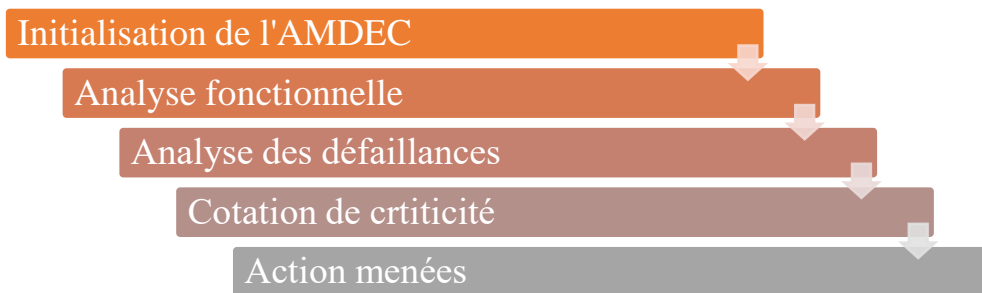 Initialisation de l'AMDEC
Analyse fonctionnelle
Analyse des défaillances
Cotation de crtiticité
Action menées